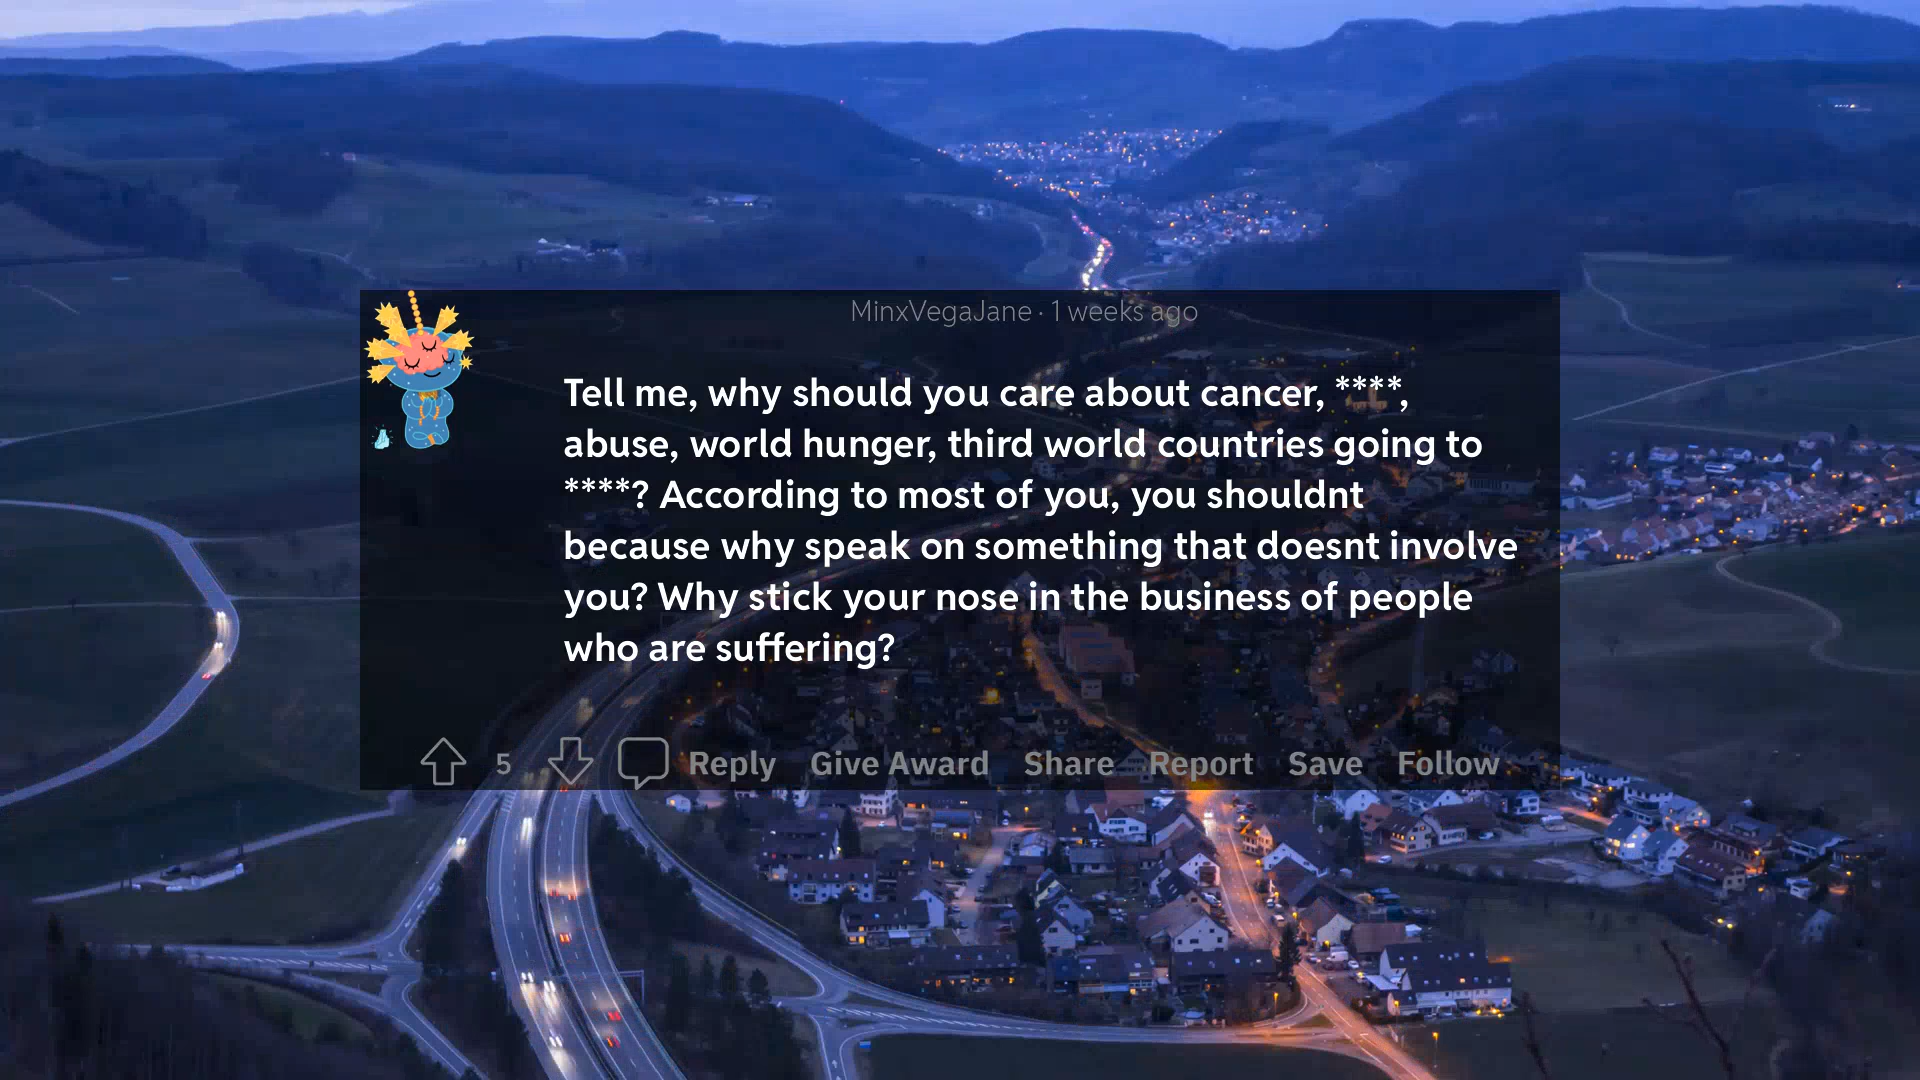 MinxVegaJane · 1 weeks ago
Tell me, why should you care about cancer, ****,
abuse, world hunger, third world countries going to
****? According to most of you, you shouldnt
because why speak on something that doesnt involve
you? Why stick your nose in the business of people
who are suffering?
5 Reply Give Award Share Report Save Follow